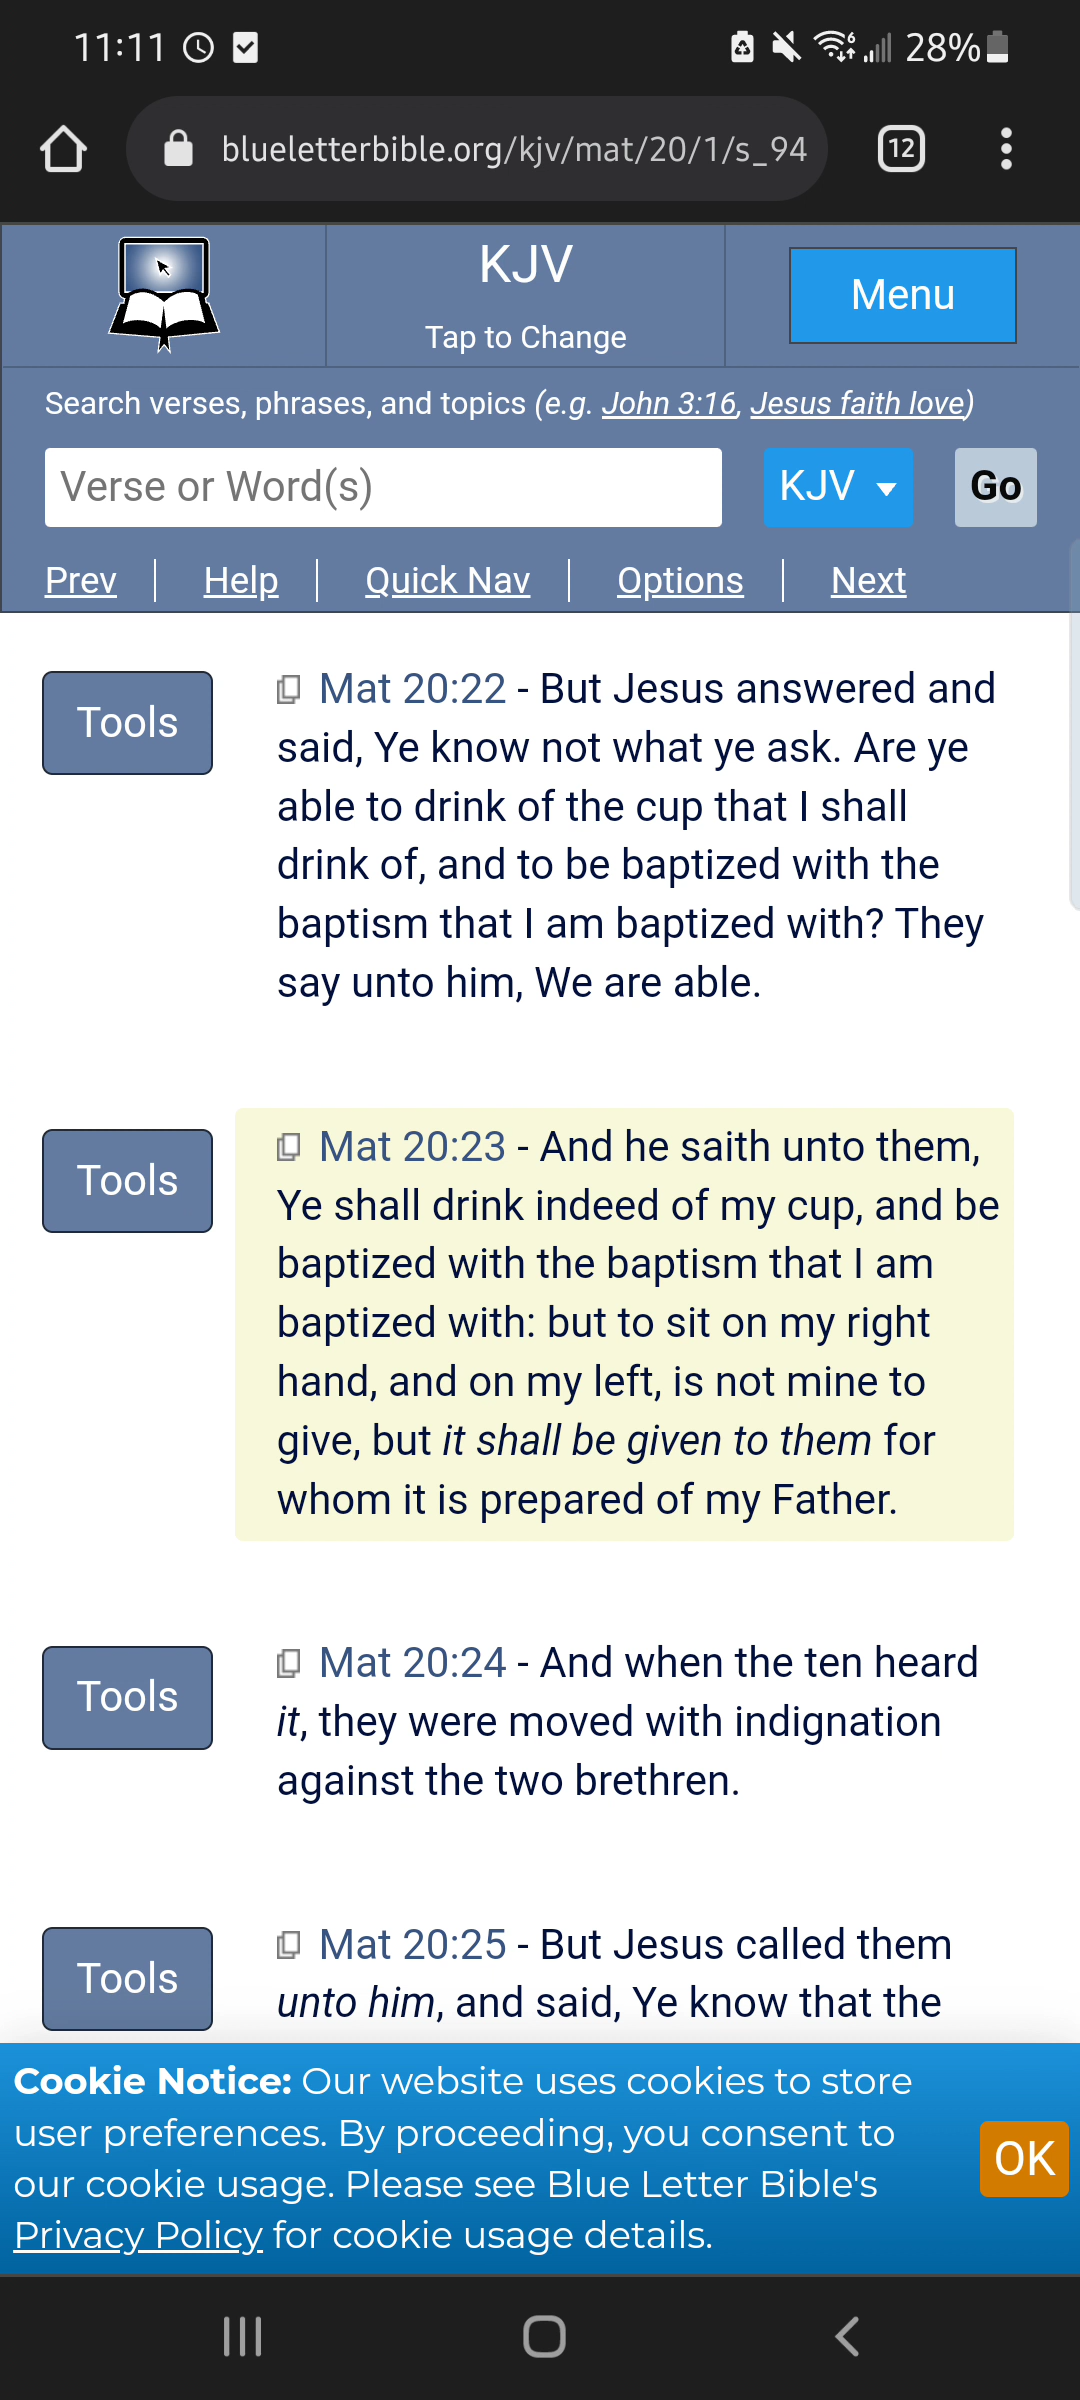 11:11 28%
blueletterbible.org/kjv/mat/20/1/s_94 12
KJV
Tap to Change
Menu
Search verses, phrases, and topics (e.g. John 3:16, Jesus faith love)
Verse or Word(s) KJV Go
Prev Help Quick Nav Options Next
Tools
Mat 20:22 - But Jesus answered and
said, Ye know not what ye ask. Are ye
able to drink of the cup that I shall
drink of, and to be baptized with the
baptism that I am baptized with? They
say unto him, We are able.
Tools
Mat 20:23 - And he saith unto them,
Ye shall drink indeed of my cup, and be
baptized with the baptism that I am
baptized with: but to sit on my right
hand, and on my left, is not mine to
give, but it shall be given to them for
whom it is prepared of my Father.
Tools
Mat 20:24 - And when the ten heard
it, they were moved with indignation
against the two brethren.
Tools
Mat 20:25 - But Jesus called them
unto him, and said, Ye know that the
Cookie Notice: Our website uses cookies to store
user preferences. By proceeding, you consent to
our cookie usage. Please see Blue Letter Bible's
Privacy Policy for cookie usage details.
OK